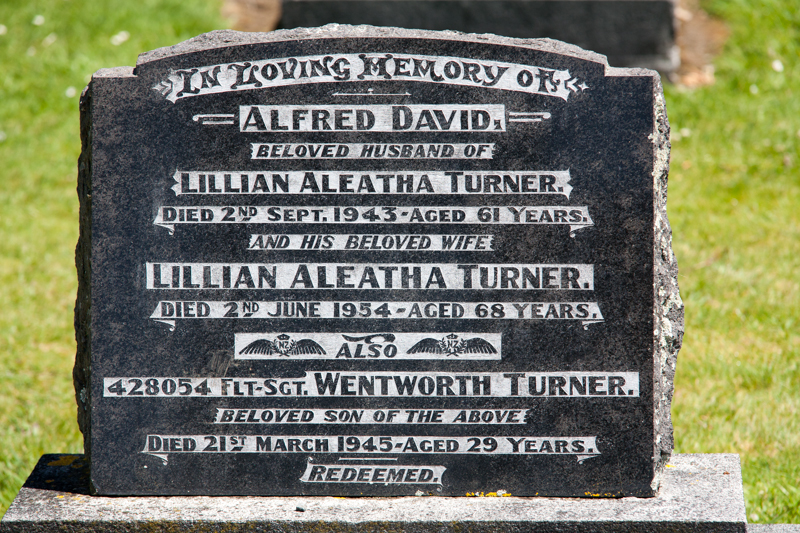 IN LOVING MEMORY OF
ALFRED DAVID,
BELOVED HUSBAND OF
LILLIAN ALEATHA TURNER.
DIED 2ND SEPT. 1943-AGED 61 YEARS.
AND HIS BELOVED WIFE
LILLIAN ALEATHA TURNER.
DIED 2ND JUNE 1954-AGED 68 YEARS.
NZ ALSO NZ
428054 FLT-SGT. WENTWORTH TURNER.
BELOVED SON OF THE ABOVE
DIED 21ST MARCH 1945-AGED 29 YEARS.
REDEEMED.